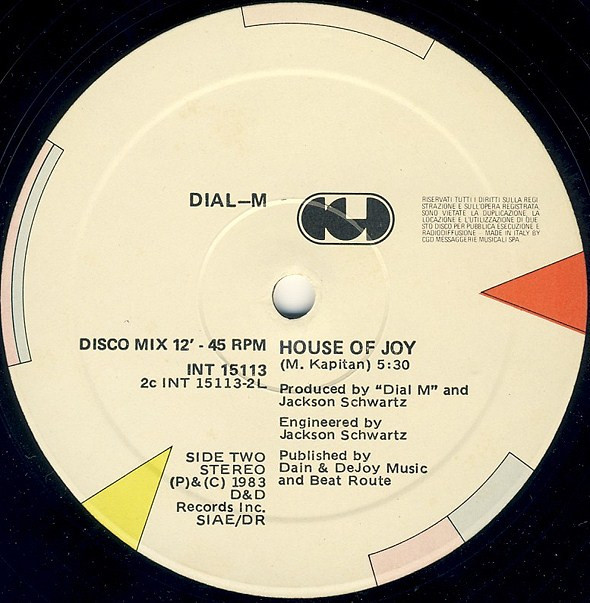 DIAL–M
CGD
RISERVATI TUTTI I DIRITTI SULLA REGI
STRAZIONE E SULL'OPERA REGISTRATA.
SONO VIETATE LA DUPLICAZIONE, LA
LOCAZIONE E L'UTILIZZAZIONE DI QUE
STO DISCO PER PUBBLICA ESECUZIONE E
RADIODIFFUSIONE - MADE IN ITALY BY
CGD MESSAGGERIE MUSICALI SPA.
DISCO MIX 12' - 45 RPM
INT 15113
2c INT 15113-2L
HOUSE OF JOY
(M. Kapitan) 5:30
Produced by "Dial M" and
Jackson Schwartz
Engineered by
Jackson Schwartz
Published by
Dain & DeJoy Music
and Beat Route
SIDE TWO
STEREO
(P)&(C) 1983
D&D
Records Inc.
SIAE/DR